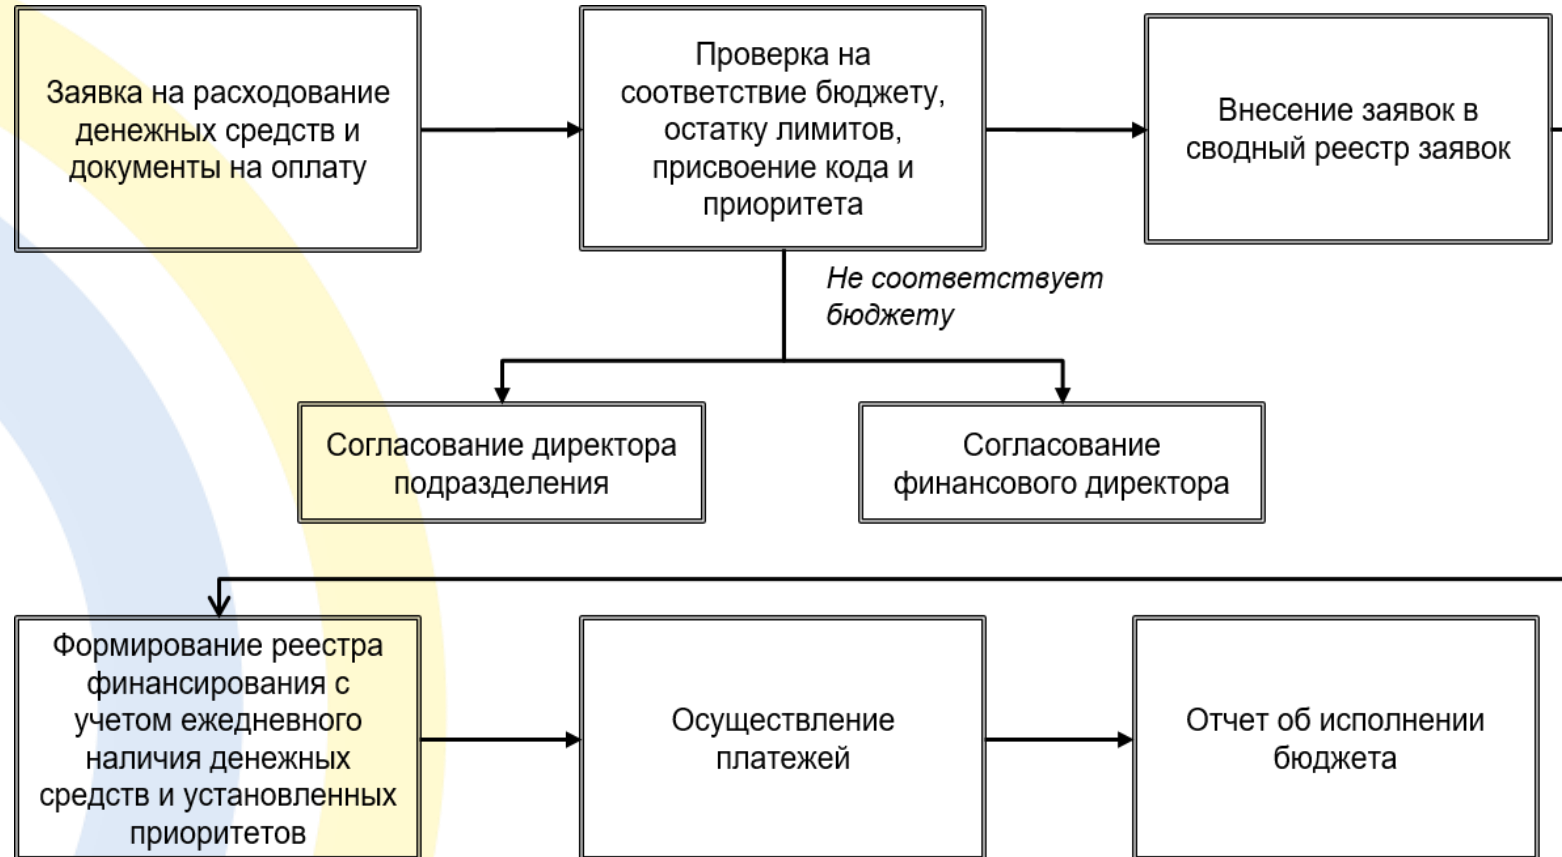 Заявка на расходование
денежных средств и
документы на оплату
Проверка на
соответствие бюджету,
остатку лимитов,
присвоение кода и
приоритета
Внесение заявок в
сводный реестр заявок
Не соответствует
бюджету
Согласование директора
подразделения
Согласование
финансового директора
Формирование реестра
финансирования с
учетом ежедневного
наличия денежных
средств и установленных
приоритетов
Осуществление
платежей
Отчет об исполнении
бюджета